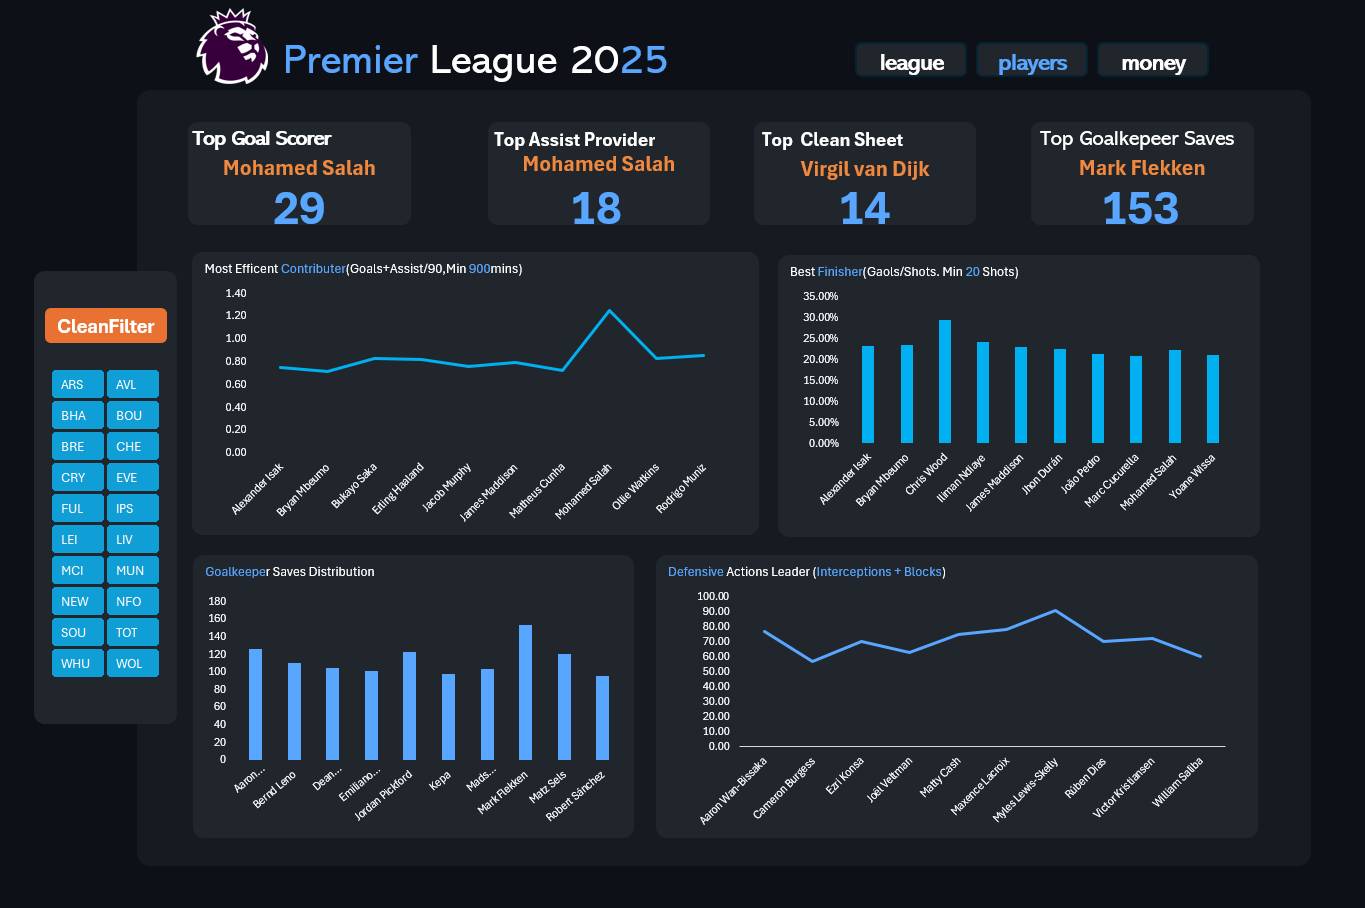 Premier League 2025
league players money
Top Goal Scorer
Mohamed Salah
29
Top Assist Provider
Mohamed Salah
18
Top Clean Sheet
Virgil van Dijk
14
Top Goalkepeer Saves
Mark Flekken
153
CleanFilter
ARS AVL
BHA BOU
BRE CHE
CRY EVE
FUL IPS
LEI LIV
MCI MUN
NEW NFO
SOU TOT
WHU WOL
Most Efficent Contributer(Goals+Assist/90,Min 900mins)
1.40
1.20
1.00
0.80
0.60
0.40
0.20
0.00
Alexander Isak
Bryan Mbeumo
Bukayo Saka
Erling Haaland
Jacob Murphy
James Maddison
Matheus Cunha
Mohamed Salah
Ollie Watkins
Rodrigo Muniz
Best Finisher(Gaols/Shots. Min 20 Shots)
35.00%
30.00%
25.00%
20.00%
15.00%
10.00%
5.00%
0.00%
Alexander Isak
Bryan Mbeumo
Chris Wood
Iliman Ndiaye
James Maddison
Jhon Durán
João Pedro
Marc Cucurella
Mohamed Salah
Yoane Wissa
Goalkeeper Saves Distribution
180
160
140
120
100
80
60
40
20
0
Aaron...
Bernd Leno
Dean...
Emiliano...
Jordan Pickford
Kepa
Mads...
Mark Flekken
Matz Sels
Robert Sánchez
Defensive Actions Leader (Interceptions + Blocks)
100.00
90.00
80.00
70.00
60.00
50.00
40.00
30.00
20.00
10.00
0.00
Aaron Wan-Bissaka
Cameron Burgess
Ezri Konsa
Joël Veltman
Matty Cash
Maxence Lacroix
Myles Lewis-Skelly
Rúben Dias
Victor Kristiansen
William Saliba